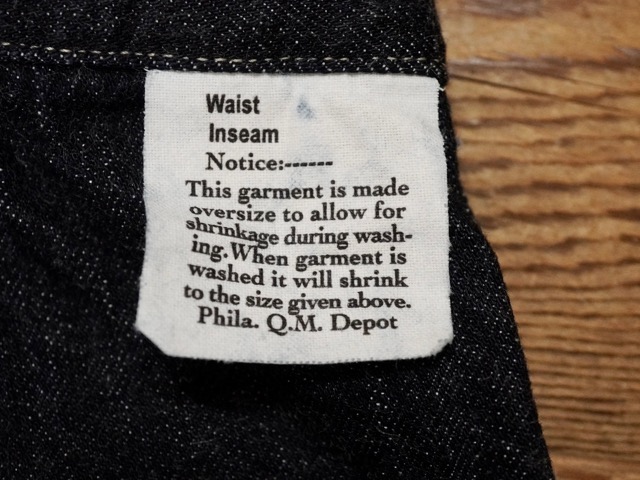 Waist
Inseam
Notice:------
This garment is made
oversize to allow for
shrinkage during wash-
ing.When garment is
washed it will shrink
to the size given above.
Phila. Q.M. Depot